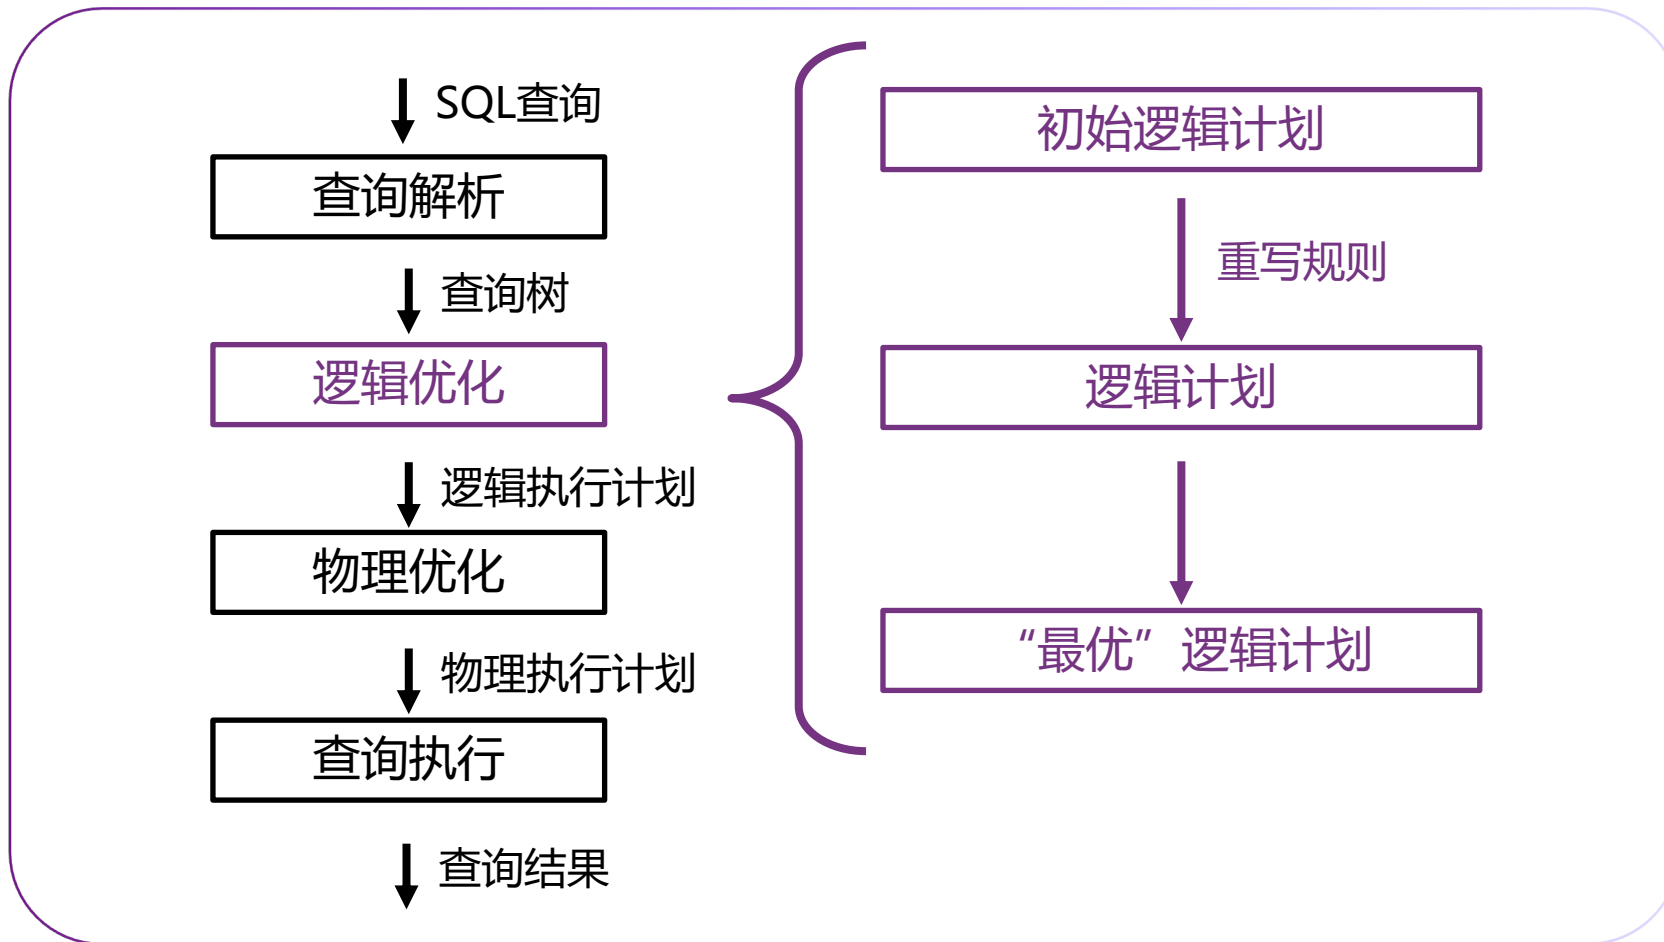 SQL查询
查询解析
查询树
逻辑优化
逻辑执行计划
物理优化
物理执行计划
查询执行
查询结果
初始逻辑计划
重写规则
逻辑计划
“最优”逻辑计划